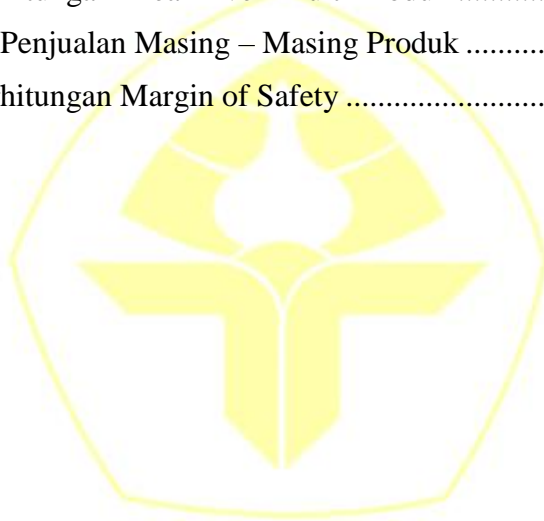 Penjualan Masing – Masing Produk ..........
hitungan Margin of Safety ........................